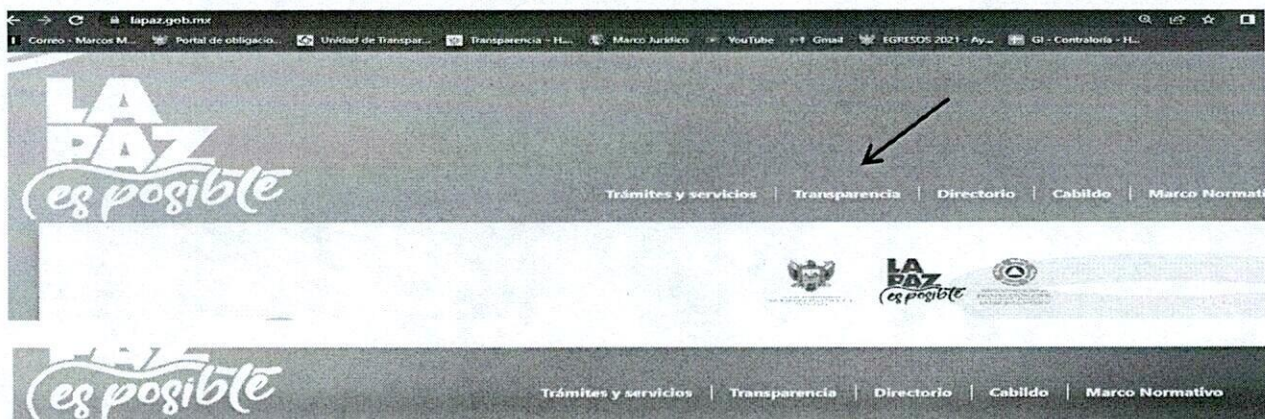 lapaz.gob.mx
Correo - Marcos M... Portal de obligacio... Unidad de Transpar... Transparencia - H... Marco Jurídico YouTube Gmail EGRESOS 2021 - Ay... GI - Contraloría - H...
LA
PAZ
es posible
Trámites y servicios | Transparencia | Directorio | Cabildo | Marco Normati
LA
PAZ
es posible
PAZ
es posible
Trámites y servicios | Transparencia | Directorio | Cabildo | Marco Normativo